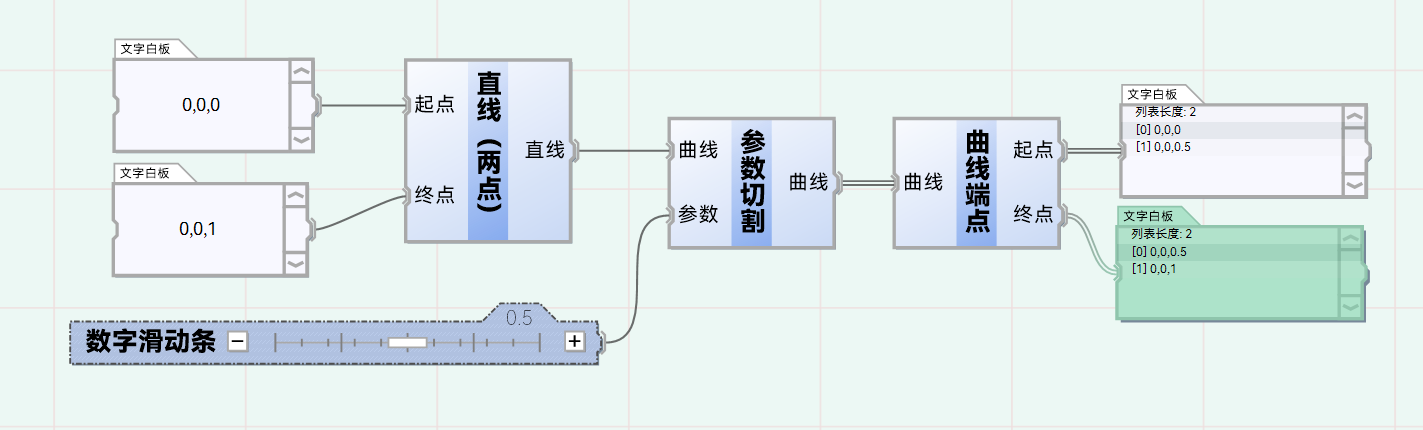 文字白板
0,0,0
文字白板
0,0,1
数字滑动条
0.5
起点
终点
直线（两点）
直线
曲线
参数
参数切割
曲线
曲线
曲线端点
起点
终点
文字白板
列表长度: 2
[0] 0,0,0
[1] 0,0,0.5
文字白板
列表长度: 2
[0] 0,0,0.5
[1] 0,0,1